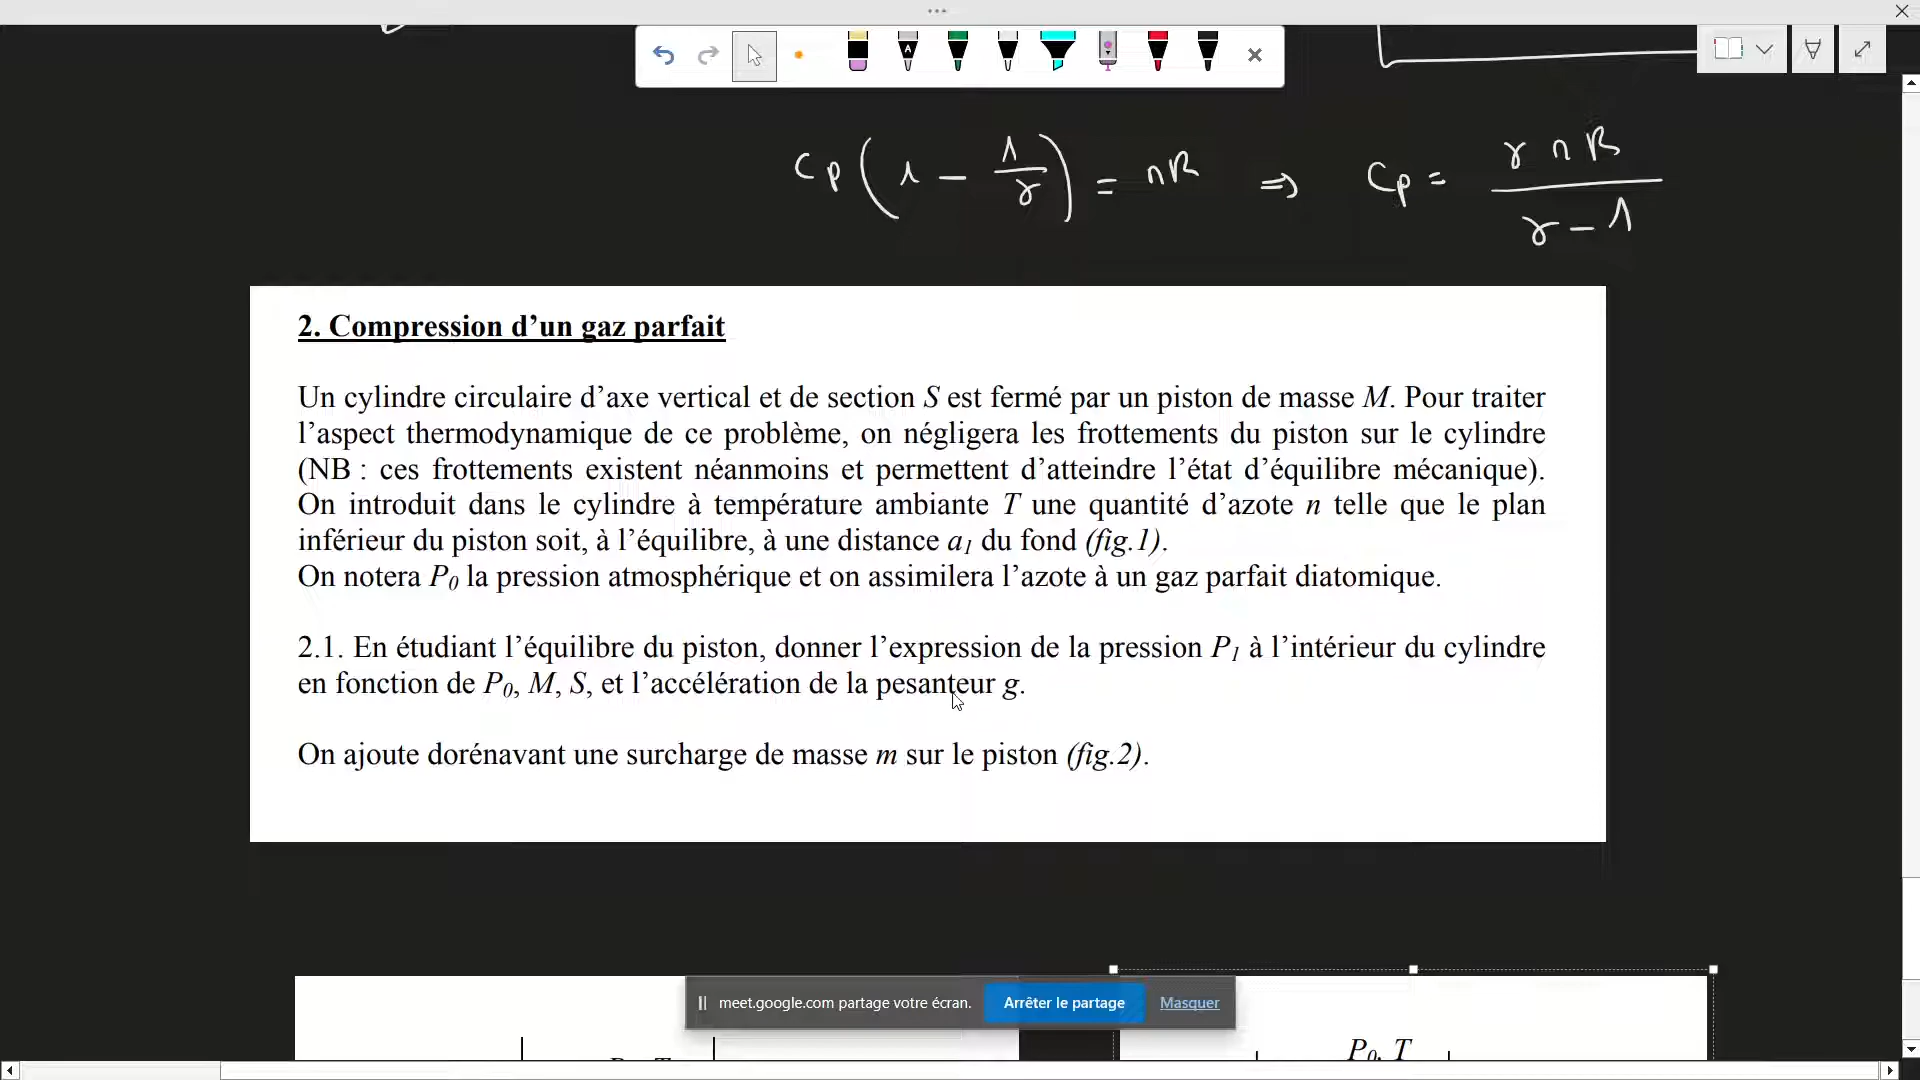 Cp(1 - 1/γ) = nR ⇒ Cp = γnR/γ-1
2. Compression d’un gaz parfait
Un cylindre circulaire d’axe vertical et de section S est fermé par un piston de masse M. Pour traiter
l’aspect thermodynamique de ce problème, on négligera les frottements du piston sur le cylindre
(NB : ces frottements existent néanmoins et permettent d’atteindre l’état d’équilibre mécanique).
On introduit dans le cylindre à température ambiante T une quantité d’azote n telle que le plan
inférieur du piston soit, à l’équilibre, à une distance a1 du fond (fig.1).
On notera P0 la pression atmosphérique et on assimilera l’azote à un gaz parfait diatomique.
2.1. En étudiant l’équilibre du piston, donner l’expression de la pression P1 à l’intérieur du cylindre
en fonction de P0, M, S, et l’accélération de la pesanteur g.
On ajoute dorénavant une surcharge de masse m sur le piston (fig.2).
meet.google.com partage votre écran. Arrêter le partage Masquer
P0, T